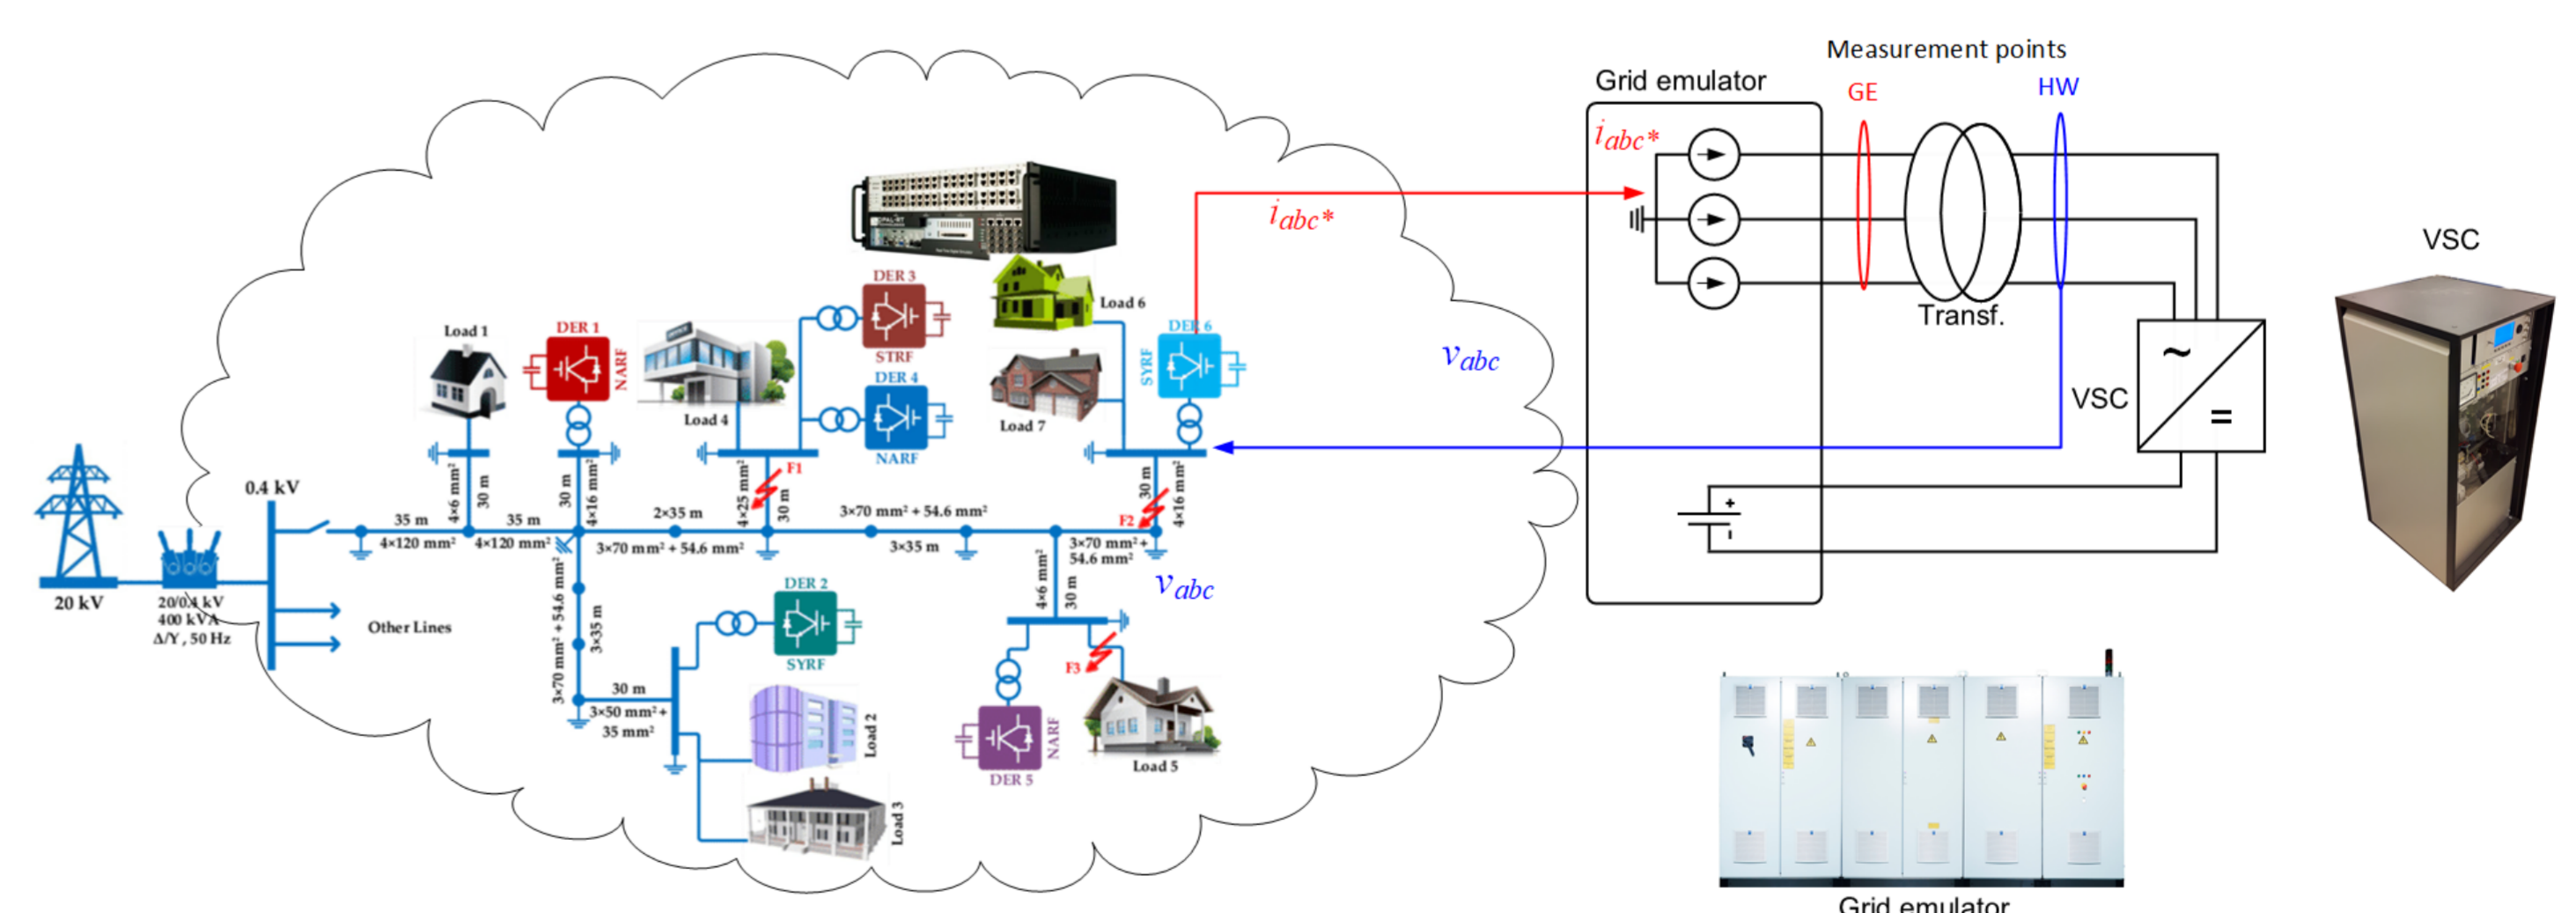 Measurement points
Grid emulator
GE
HW
i_abc*
i_abc*
v_abc
Transf.
VSC
VSC
~
=
+
-
OPAL-RT
DER 3
STRF
DER 4
NARF
Load 6
Load 7
DER 6
SYRF
Load 1
DER 1
NARF
Load 4
F1
F2
20 kV
20/0.4 kV
400 kVA
Δ/Y, 50 Hz
0.4 kV
Other Lines
4×6 mm²
30 m
30 m
4×16 mm²
4×25 mm²
30 m
30 m
4×16 mm²
35 m
4×120 mm²
35 m
4×120 mm²
2×35 m
3×70 mm² + 54.6 mm²
3×70 mm² + 54.6 mm²
3×35 m
3×70 mm²+
54.6 mm²
v_abc
3×70 mm² + 54.6 mm²
3×35 m
30 m
3×50 mm²+
35 mm²
DER 2
SYRF
Load 2
Load 3
4×6 mm²
30 m
F3
NARF
DER 5
Load 5
Grid emulator